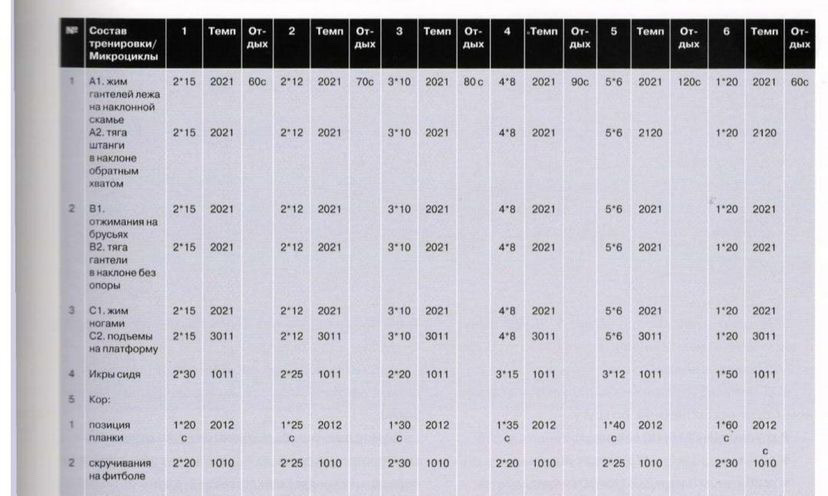 № Состав 1 Темп От- 2 Темп От- 3 Темп От- 4 Темп От- 5 Темп От- 6 Темп От-
тренировки/ дых дых дых дых дых дых
Микроциклы
1 А1. жим 2*15 2021 60с 2*12 2021 70с 3*10 2021 80 с 4*8 2021 90с 5*6 2021 120с 1*20 2021 60с
гантелей лежа
на наклонной
скамье
А2. тяга 2*15 2021 2*12 2021 3*10 2021 4*8 2021 5*6 2120 1*20 2120
штанги
в наклоне
обратным
хватом
2 В1. 2*15 2021 2*12 2021 3*10 2021 4*8 2021 5*6 2021 1*20 2021
отжимания на
брусьях
В2. тяга 2*15 2021 2*12 2021 3*10 2021 4*8 2021 5*6 2021 1*20 2021
гантели
в наклоне без
опоры
3 С1. жим 2*15 2021 2*12 2021 3*10 2021 4*8 2021 5*6 2021 1*20 2021
ногами
С2. подъемы 2*15 3011 2*12 3011 3*10 3011 4*8 3011 5*6 3011 1*20 3011
на платформу
4 Икры сидя 2*30 1011 2*25 1011 2*20 1011 3*15 1011 3*12 1011 1*50 1011
5 Кор:
1 позиция 1*20 2012 1*25 2012 1*30 2012 1*35 2012 1*40 2012 1*60 2012
планки с с с с с с
с
2 скручивания 2*20 1010 2*25 1010 2*30 1010 2*20 1010 2*25 1010 2*30 1010
на фитболе